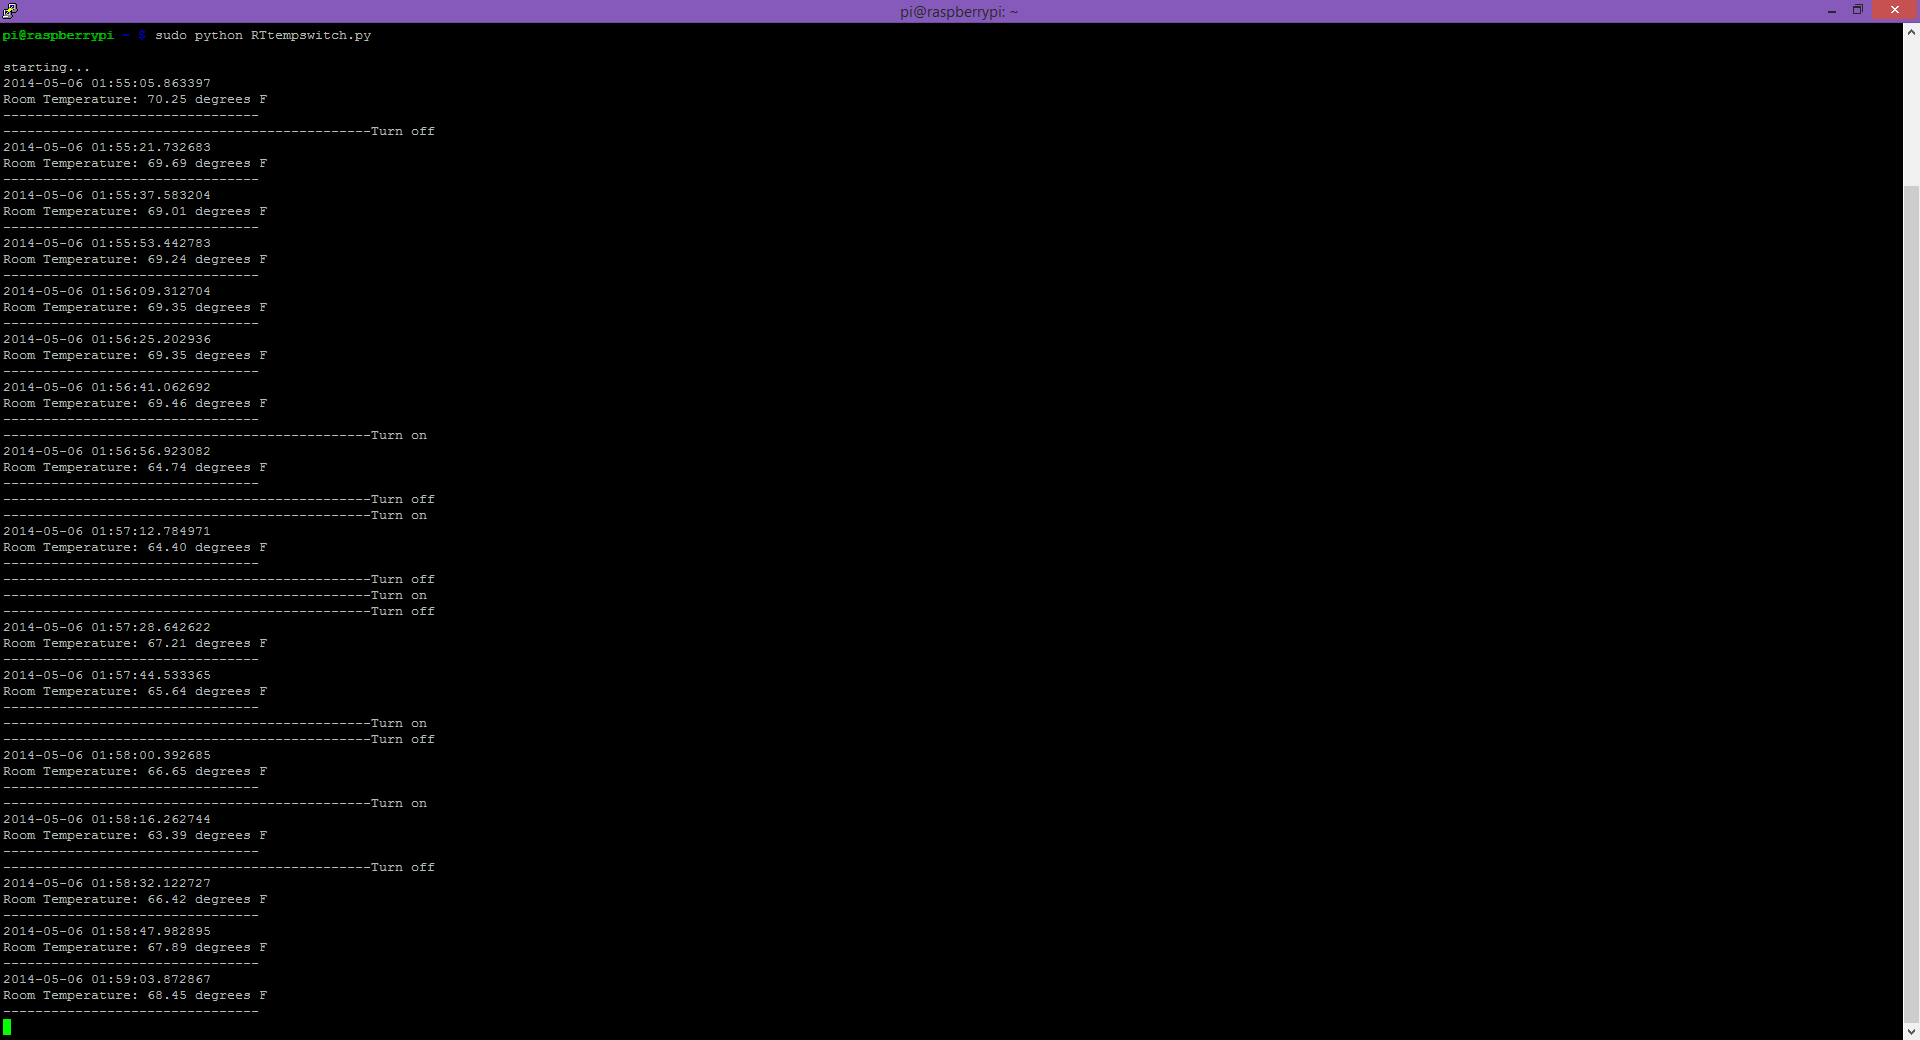 pi@raspberrypi: ~
pi@raspberrypi ~ $ sudo python RTtempswitch.py
starting...
2014-05-06 01:55:05.863397
Room Temperature: 70.25 degrees F
--------------------------------
----------------------------------------------Turn off
2014-05-06 01:55:21.732683
Room Temperature: 69.69 degrees F
--------------------------------
2014-05-06 01:55:37.583204
Room Temperature: 69.01 degrees F
--------------------------------
2014-05-06 01:55:53.442783
Room Temperature: 69.24 degrees F
--------------------------------
2014-05-06 01:56:09.312704
Room Temperature: 69.35 degrees F
--------------------------------
2014-05-06 01:56:25.202936
Room Temperature: 69.35 degrees F
--------------------------------
2014-05-06 01:56:41.062692
Room Temperature: 69.46 degrees F
--------------------------------
----------------------------------------------Turn on
2014-05-06 01:56:56.923082
Room Temperature: 64.74 degrees F
--------------------------------
----------------------------------------------Turn off
----------------------------------------------Turn on
2014-05-06 01:57:12.784971
Room Temperature: 64.40 degrees F
--------------------------------
----------------------------------------------Turn off
----------------------------------------------Turn on
----------------------------------------------Turn off
2014-05-06 01:57:28.642622
Room Temperature: 67.21 degrees F
--------------------------------
2014-05-06 01:57:44.533365
Room Temperature: 65.64 degrees F
--------------------------------
----------------------------------------------Turn on
----------------------------------------------Turn off
2014-05-06 01:58:00.392685
Room Temperature: 66.65 degrees F
--------------------------------
----------------------------------------------Turn on
2014-05-06 01:58:16.262744
Room Temperature: 63.39 degrees F
--------------------------------
----------------------------------------------Turn off
2014-05-06 01:58:32.122727
Room Temperature: 66.42 degrees F
--------------------------------
2014-05-06 01:58:47.982895
Room Temperature: 67.89 degrees F
--------------------------------
2014-05-06 01:59:03.872867
Room Temperature: 68.45 degrees F
--------------------------------